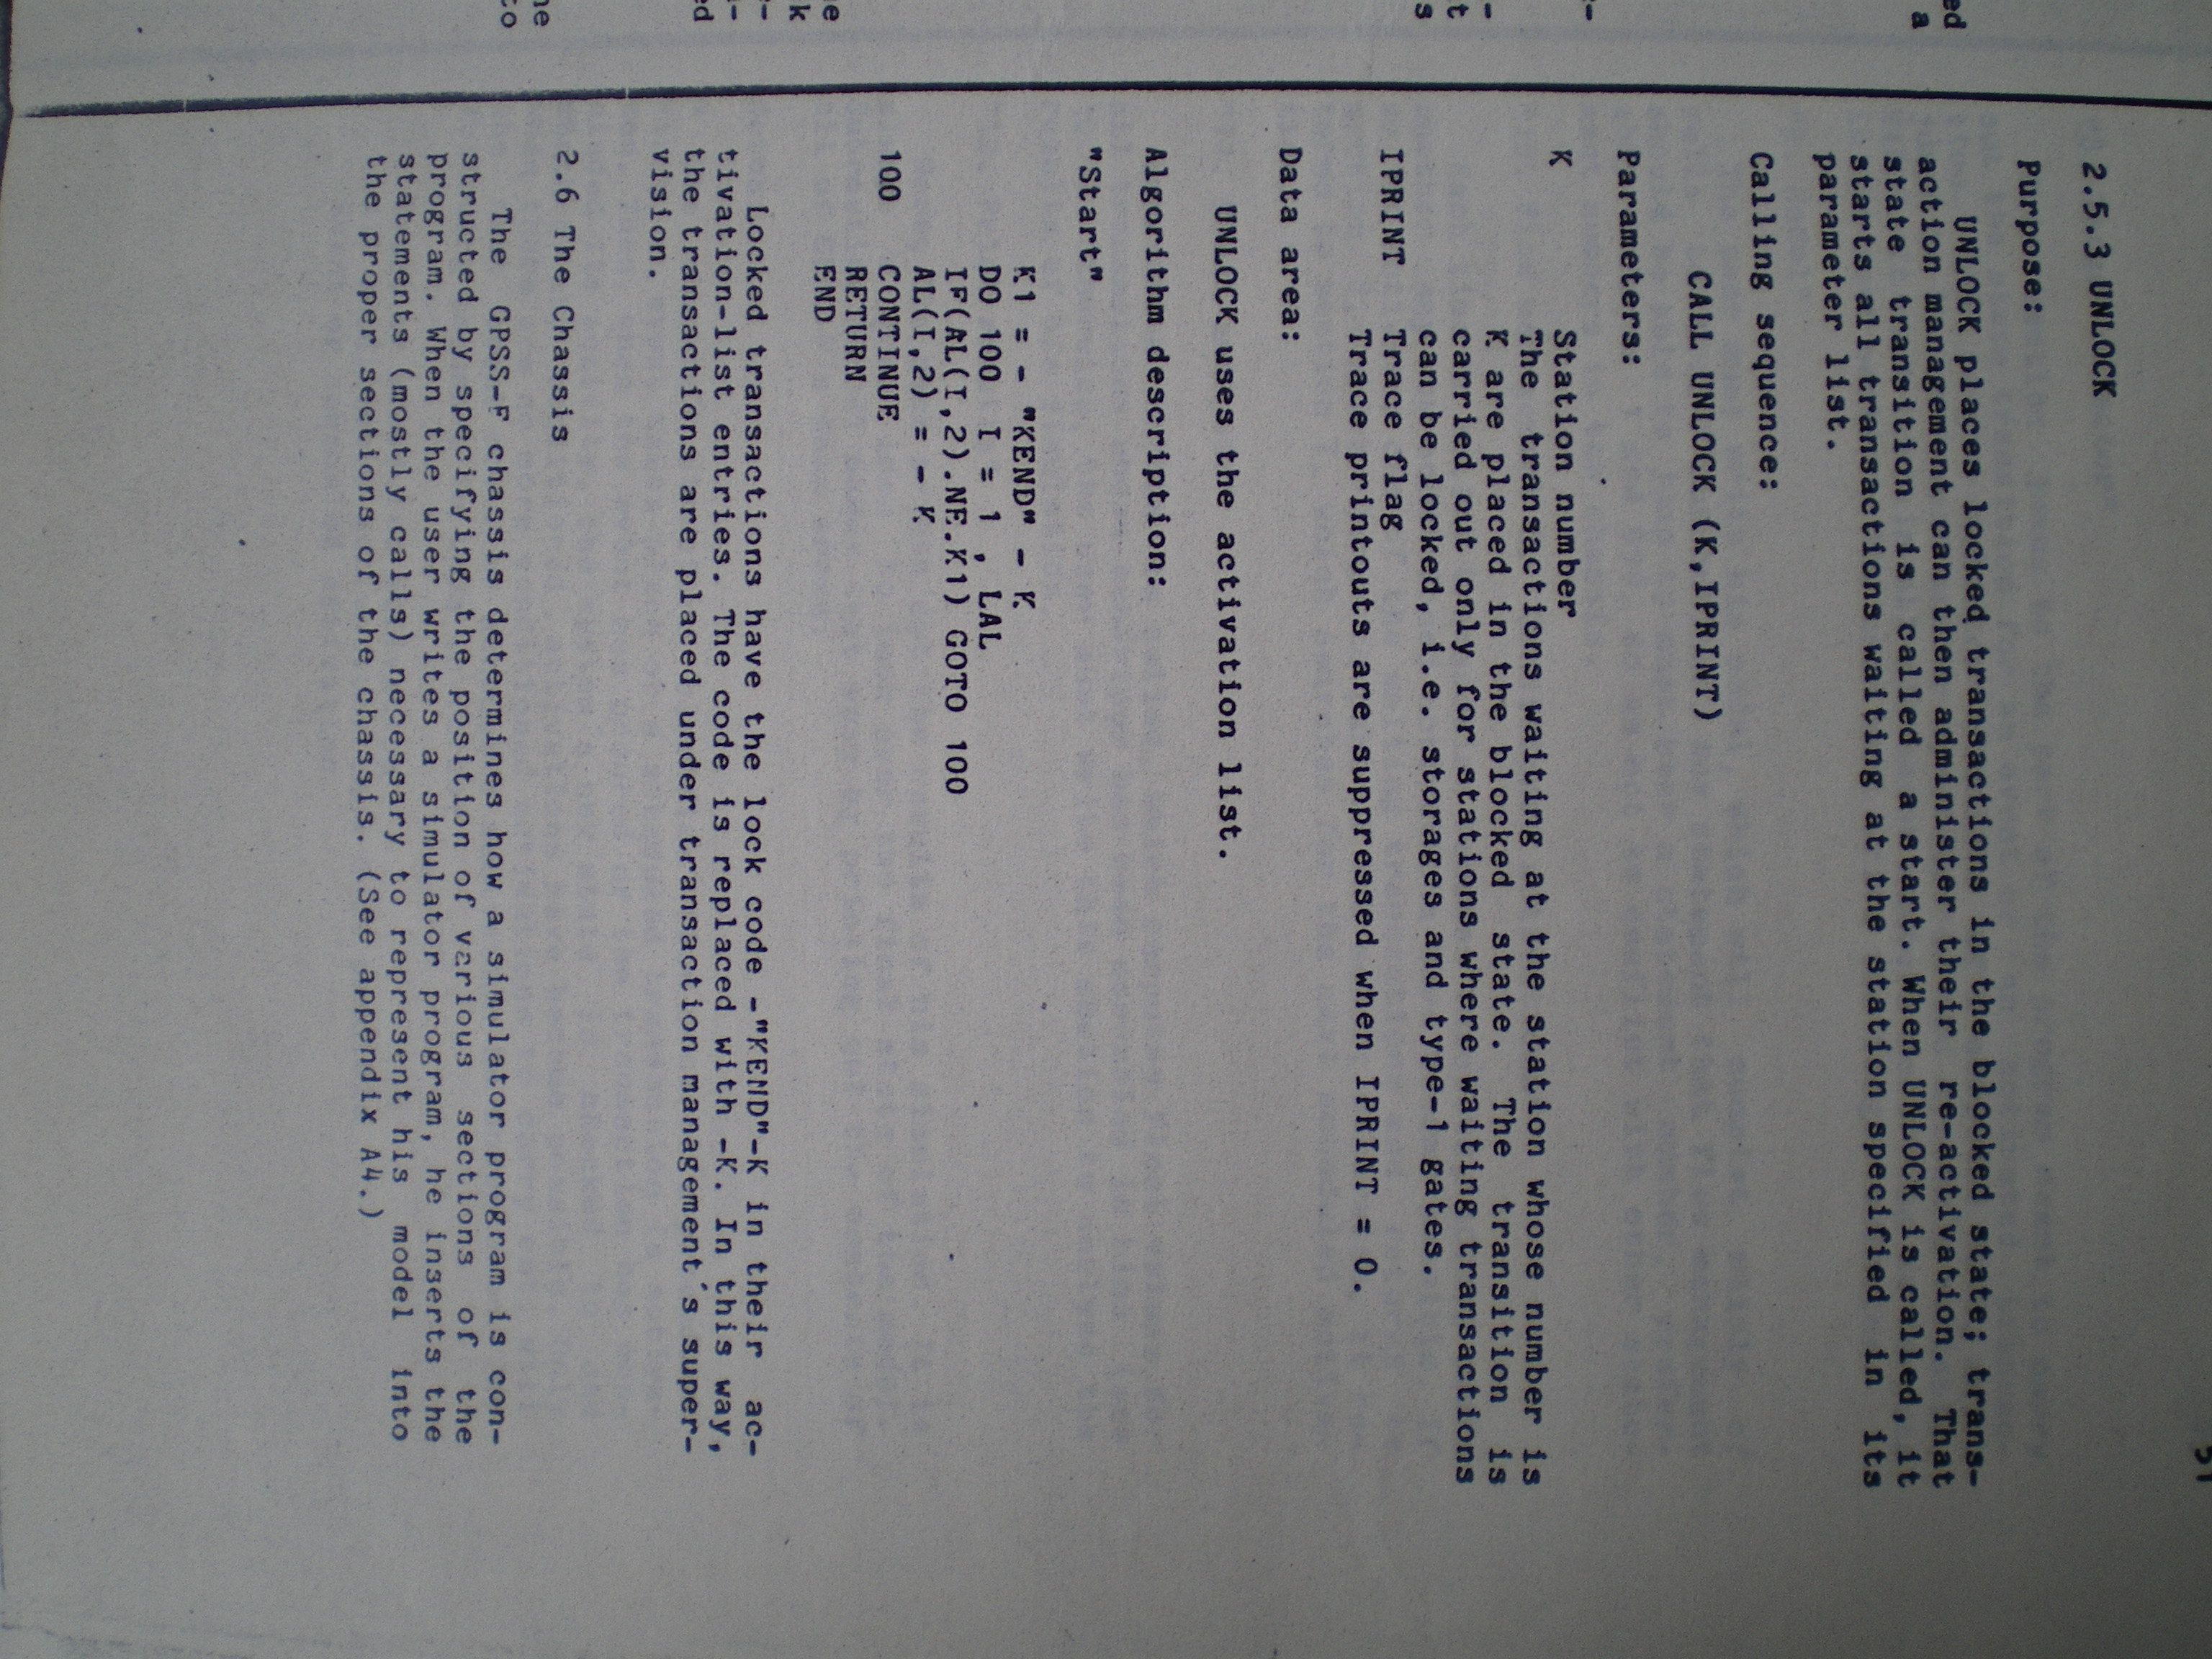 51
2.5.3 UNLOCK
Purpose:
UNLOCK places locked transactions in the blocked state; trans-
action management can then administer their re-activation. That
state transition is called a start. When UNLOCK is called, it
starts all transactions waiting at the station specified in its
parameter list.
Calling sequence:
CALL UNLOCK (K,IPRINT)
Parameters:
K Station number
The transactions waiting at the station whose number is
K are placed in the blocked state. The transition is
carried out only for stations where waiting transactions
can be locked, i.e. storages and type-1 gates.
IPRINT Trace flag
Trace printouts are suppressed when IPRINT = 0.
Data area:
UNLOCK uses the activation list.
Algorithm description:
"Start"
K1 = - "KEND" - K
DO 100 I = 1 , LAL
IF(AL(I,2).NE.K1) GOTO 100
AL(I,2) = - K
100 CONTINUE
RETURN
END
Locked transactions have the lock code -"KEND"-K in their ac-
tivation-list entries. The code is replaced with -K. In this way,
the transactions are placed under transaction management´s super-
vision.
2.6 The Chassis
The GPSS-F chassis determines how a simulator program is con-
structed by specifying the position of various sections of the
program. When the user writes a simulator program, he inserts the
statements (mostly calls) necessary to represent his model into
the proper sections of the chassis. (See appendix A4.)